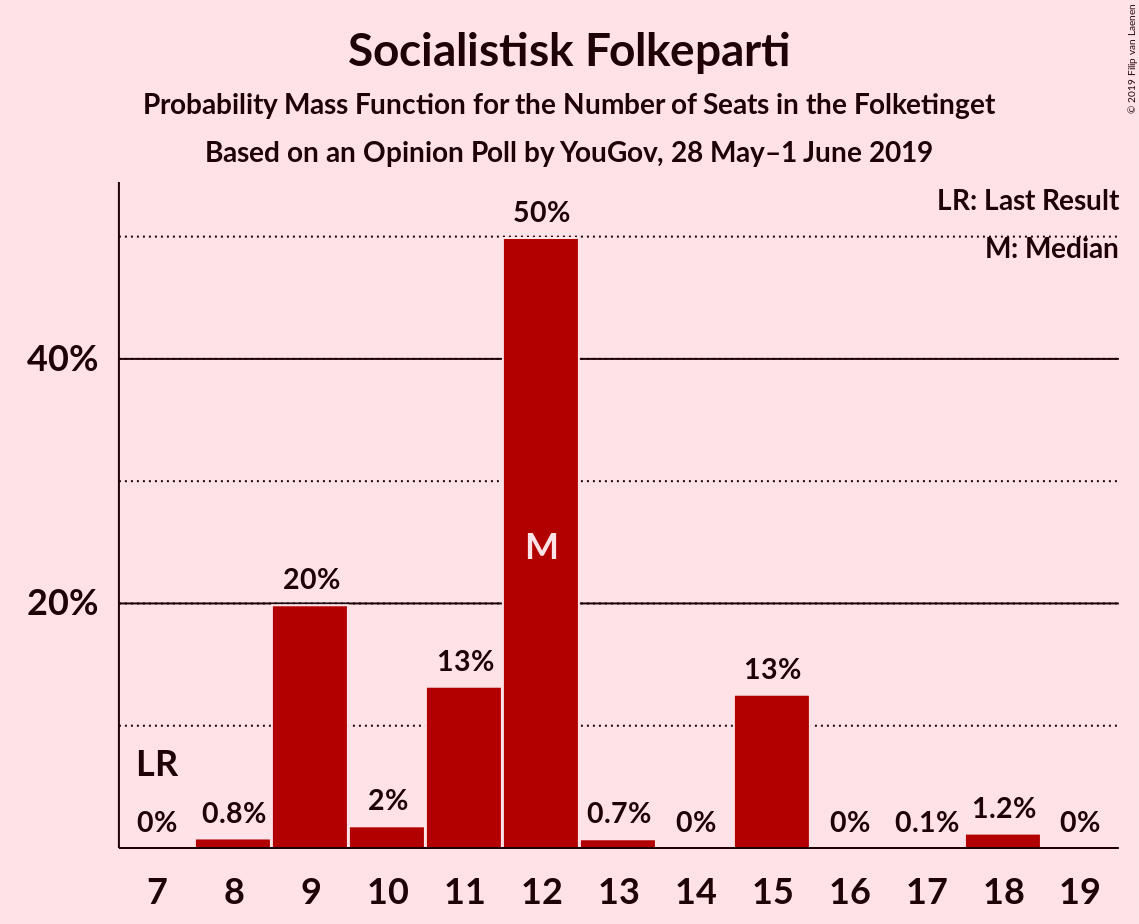 Socialistisk Folkeparti
Probability Mass Function for the Number of Seats in the Folketinget
Based on an Opinion Poll by YouGov, 28 May–1 June 2019
© 2019 Filip van Laenen
LR: Last Result
M: Median
50%
40%
M
20%
20%
13%
13%
LR
0%
0.8%
2%
0.7%
0%
0%
0.1%
1.2%
0%
7 8 9 10 11 12 13 14 15 16 17 18 19